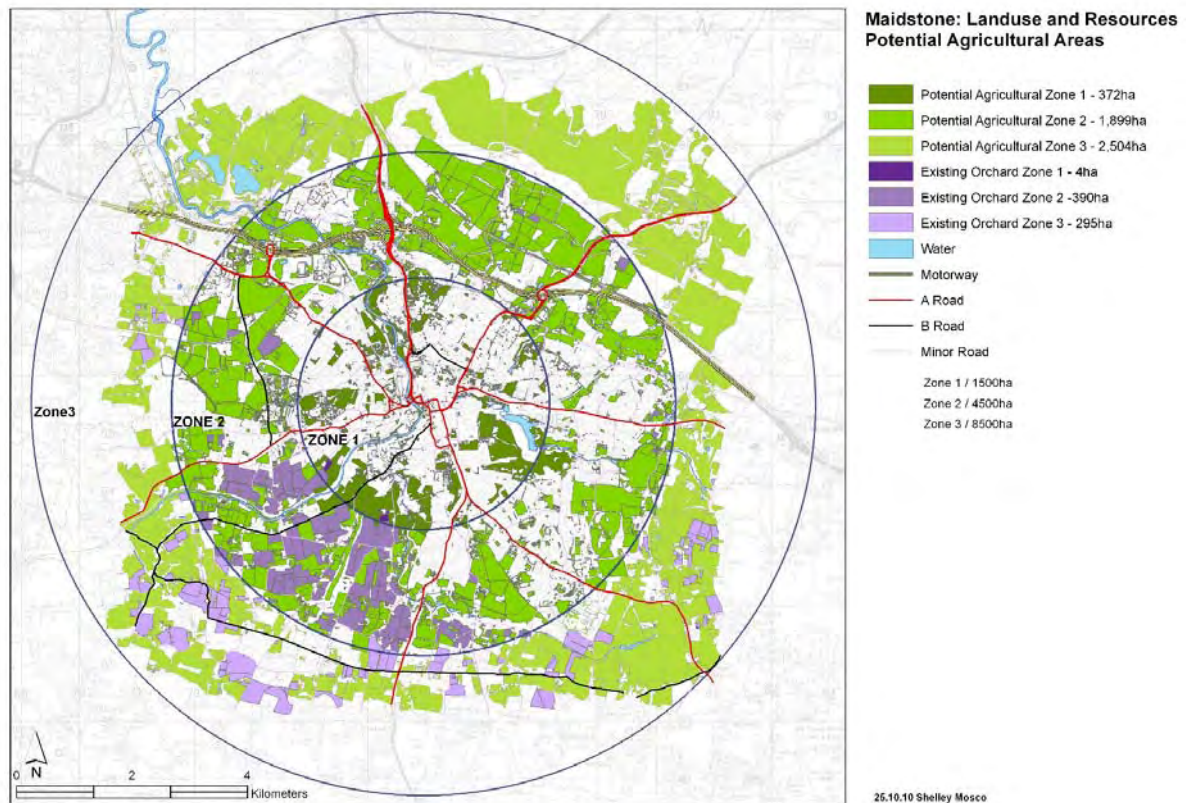 Maidstone: Landuse and Resources
Potential Agricultural Areas
Potential Agricultural Zone 1 - 372ha
Potential Agricultural Zone 2 - 1,899ha
Potential Agricultural Zone 3 - 2,504ha
Existing Orchard Zone 1 - 4ha
Existing Orchard Zone 2 -390ha
Existing Orchard Zone 3 - 295ha
Water
Motorway
A Road
B Road
Minor Road
Zone 1 / 1500ha
Zone 2 / 4500ha
Zone 3 / 8500ha
Zone3
ZONE 2
ZONE 1
N
0 2 4
Kilometers
25.10.10 Shelley Mosco